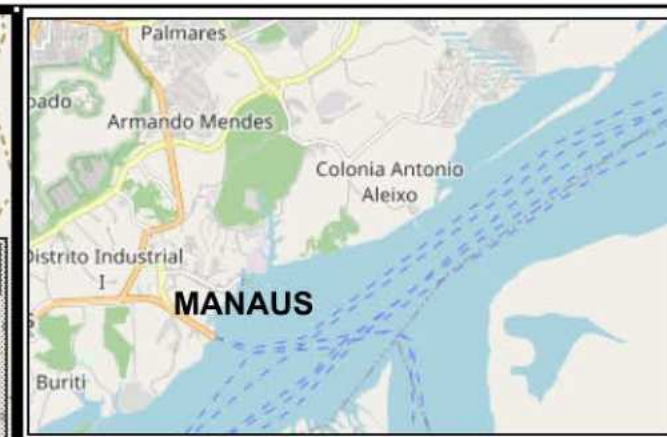 Palmares
Armando Mendes
Colonia Antonio
Aleixo
Distrito Industrial
I
MANAUS
Buriti